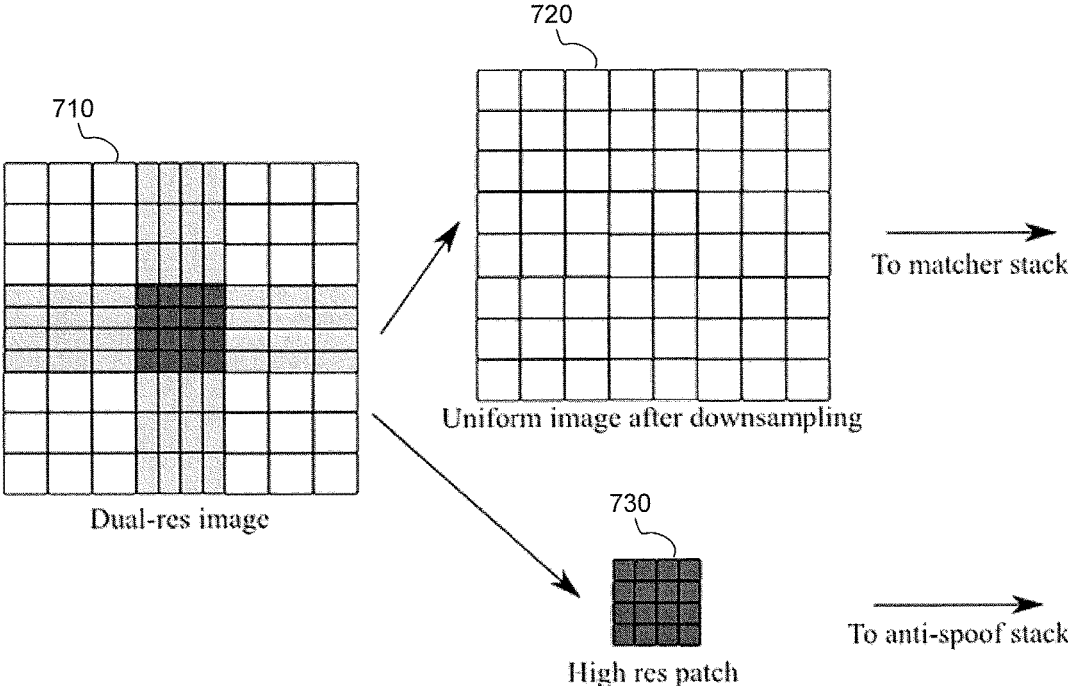 720
710
To matcher stack
Uniform image after downsampling
Dual-res image
730
To anti-spoof stack
High res patch